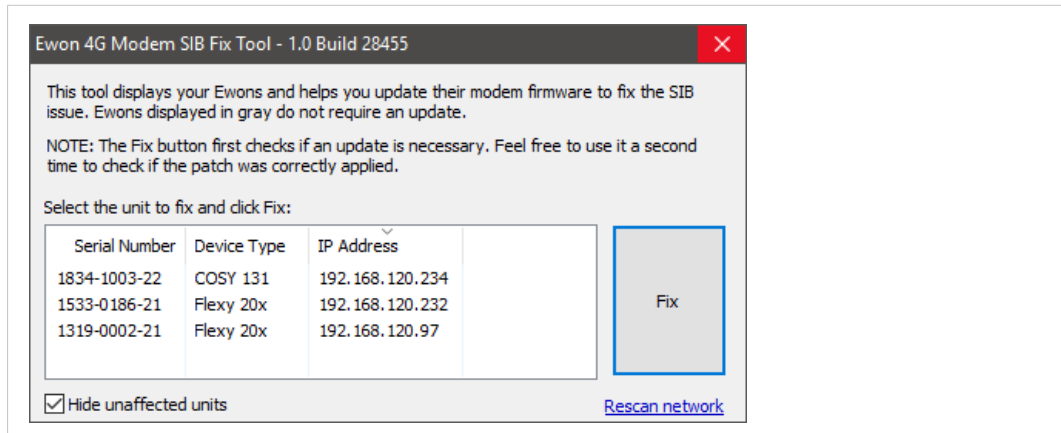 Ewon 4G Modem SIB Fix Tool - 1.0 Build 28455
This tool displays your Ewons and helps you update their modem firmware to fix the SIB
issue. Ewons displayed in gray do not require an update.
NOTE: The Fix button first checks if an update is necessary. Feel free to use it a second
time to check if the patch was correctly applied.
Select the unit to fix and click Fix:
Serial Number Device Type IP Address
1834-1003-22 COSY 131 192.168.120.234
1533-0186-21 Flexy 20x 192.168.120.232
1319-0002-21 Flexy 20x 192.168.120.97
Fix
Hide unaffected units
Rescan network